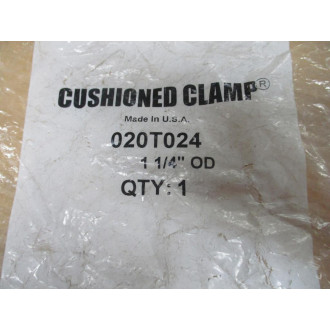 CUSHIONED CLAMP®
Made In U.S.A.
020T024
1 1/4" OD
QTY: 1